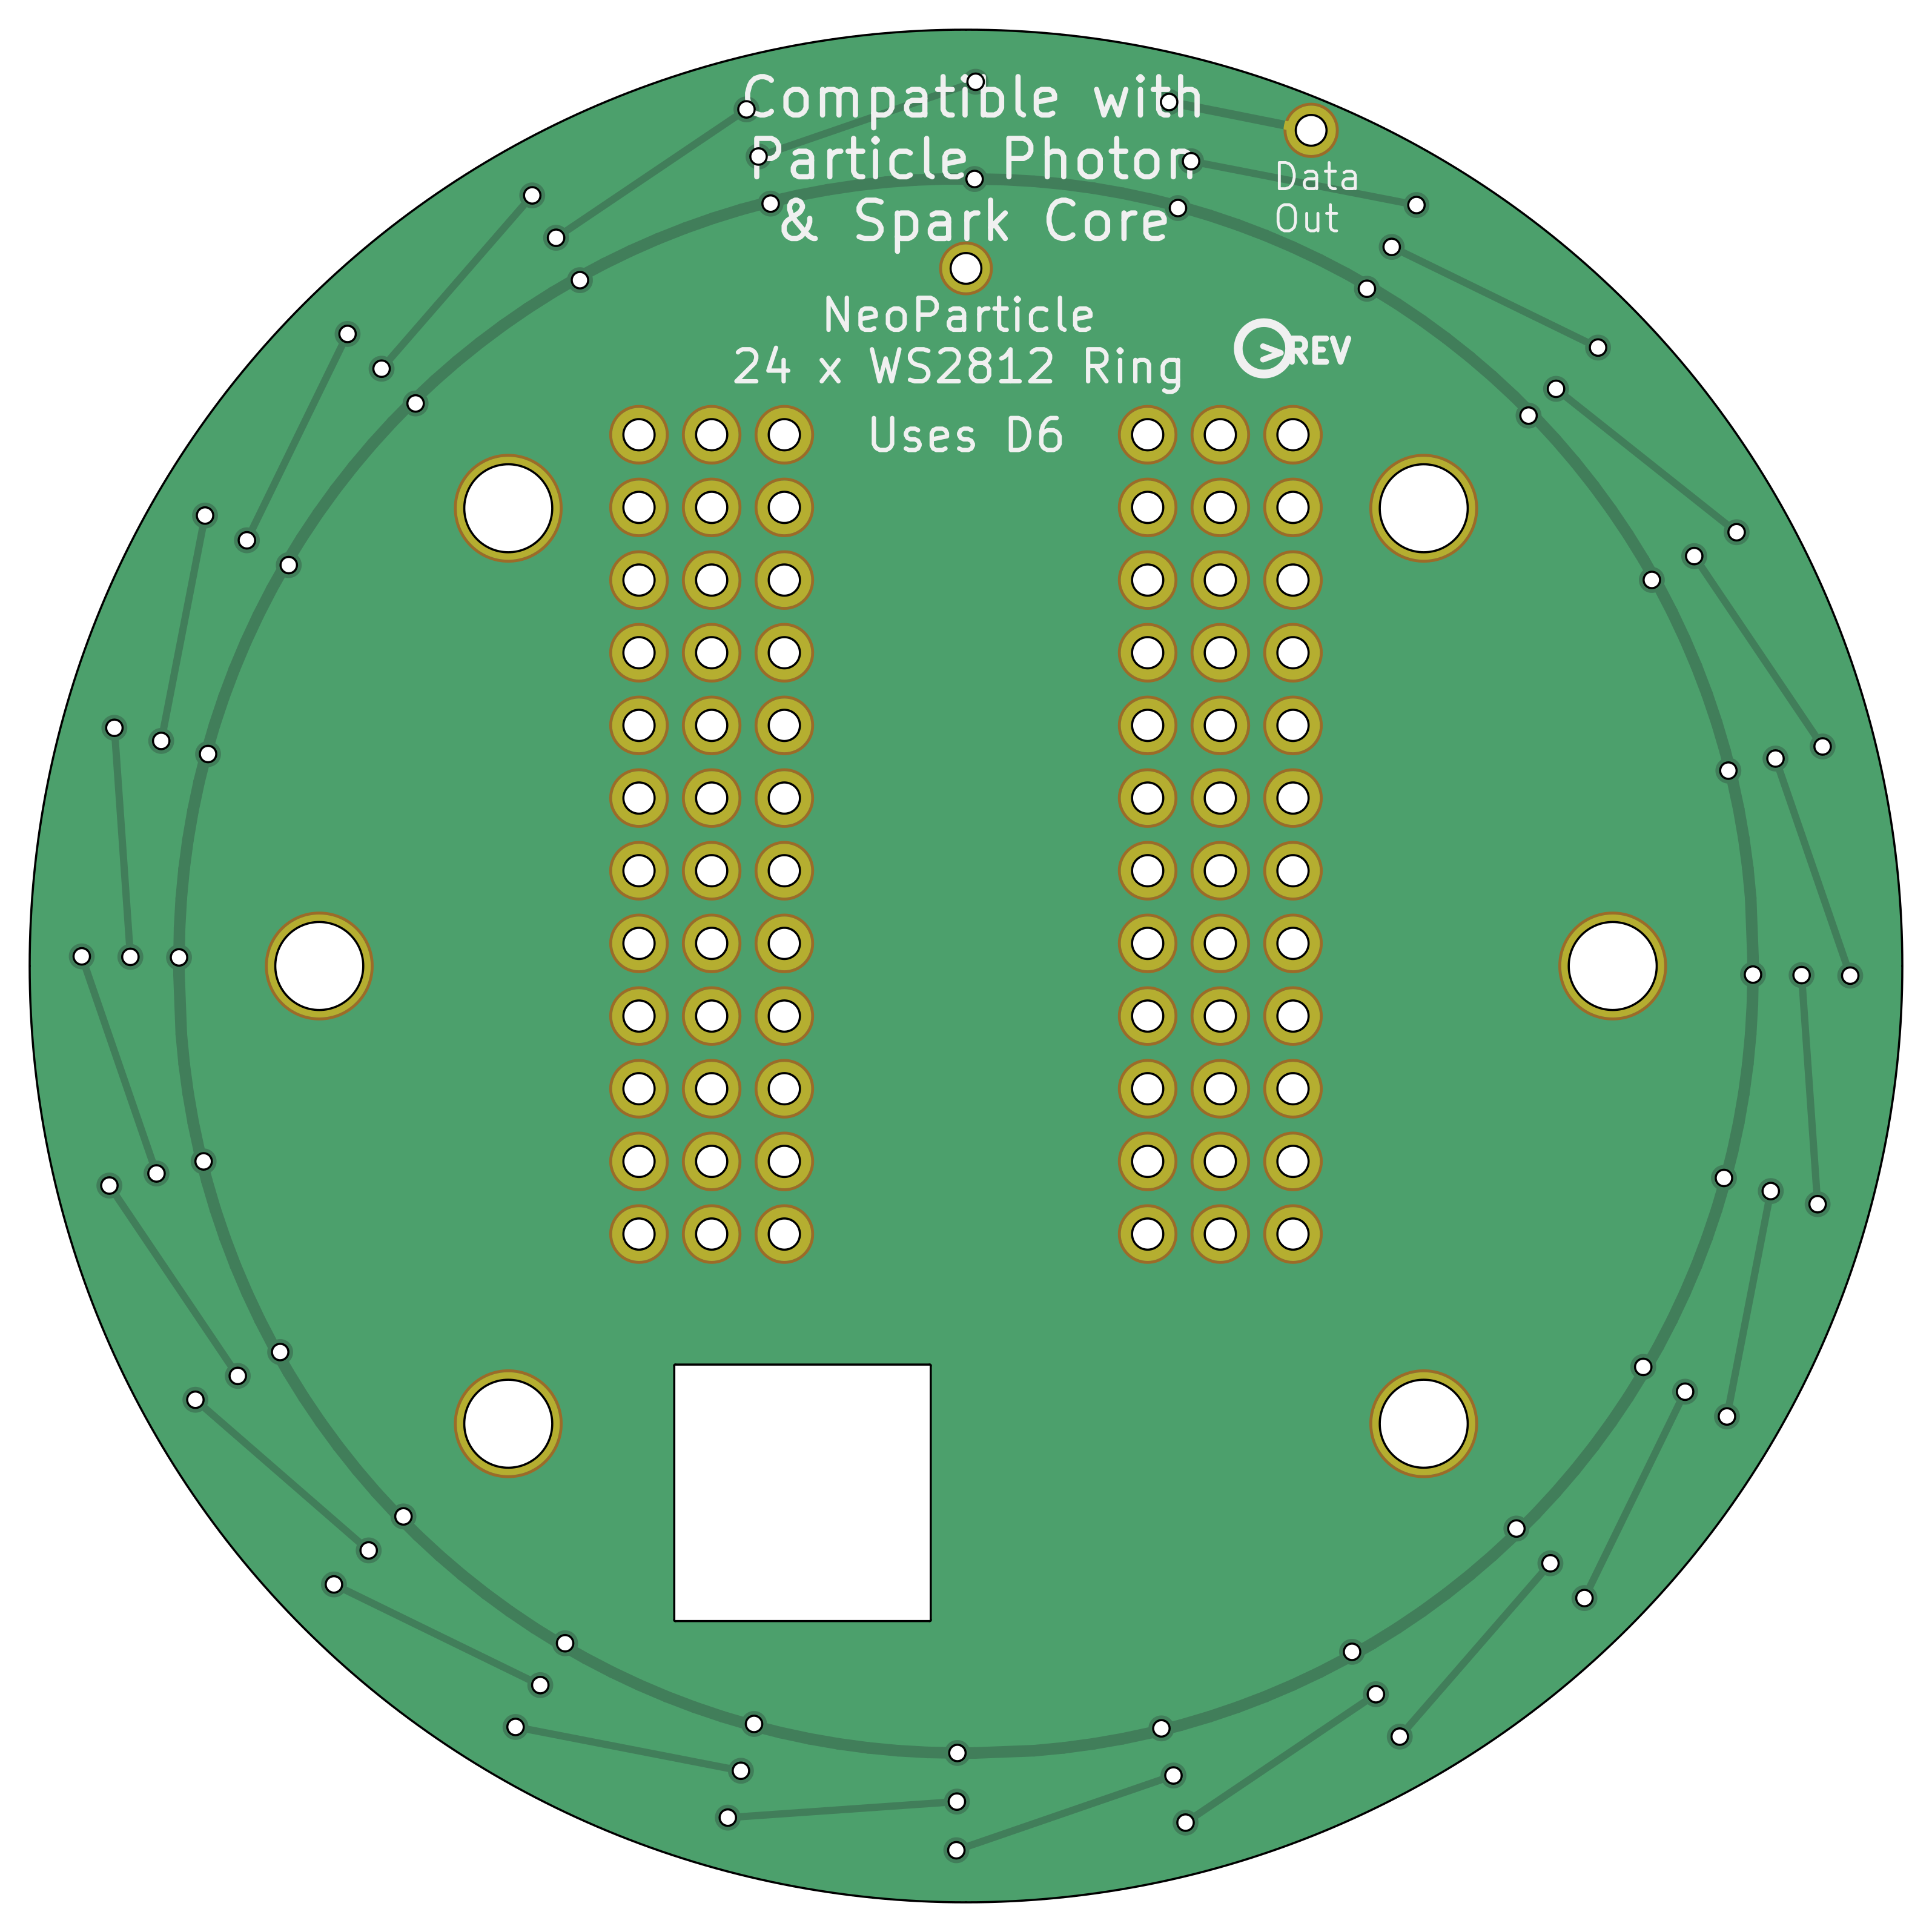 Compatible with
Particle Photon
& Spark Core
Data
Out
NeoParticle
24 x WS2812 Ring
REV
Uses D6